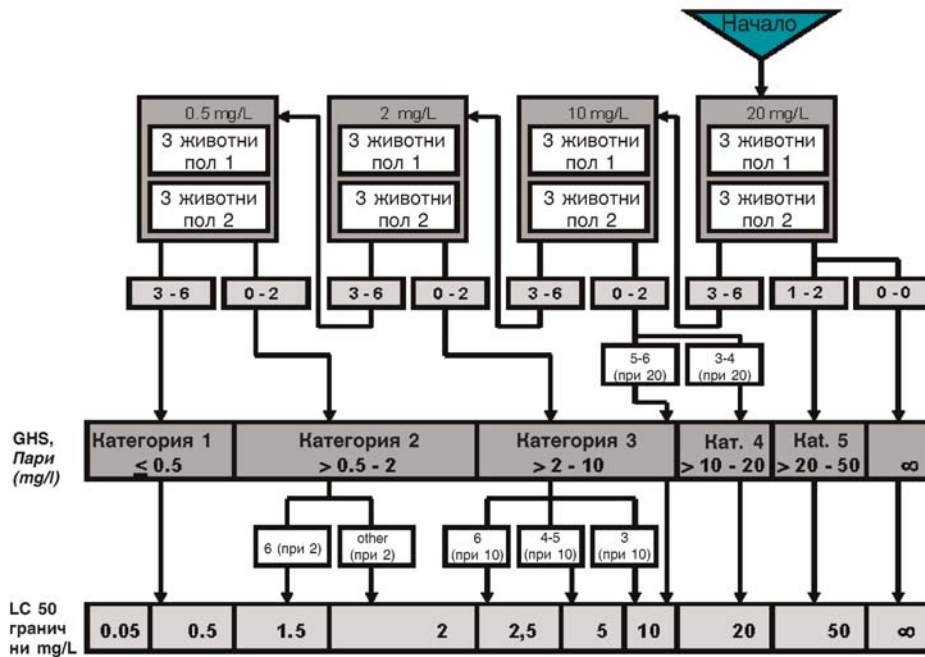 Начало
0.5 mg/L
2 mg/L
10 mg/L
20 mg/L
3 животни
пол 1
3 животни
пол 1
3 животни
пол 1
3 животни
пол 1
3 животни
пол 2
3 животни
пол 2
3 животни
пол 2
3 животни
пол 2
3 - 6
0 - 2
3 - 6
0 - 2
3 - 6
0 - 2
3 - 6
1 - 2
0 - 0
5-6
(при 20)
3-4
(при 20)
GHS,
Пари
(mg/l)
Категория 1
≤ 0.5
Категория 2
> 0.5 - 2
Категория 3
> 2 - 10
Кат. 4
> 10 - 20
Kat. 5
> 20 - 50
∞
6 (при 2)
other
(при 2)
6
(при 10)
4-5
(при 10)
3
(при 10)
LC 50
гранич
ни mg/L
0.05
0.5
1.5
2
2,5
5
10
20
50
∞